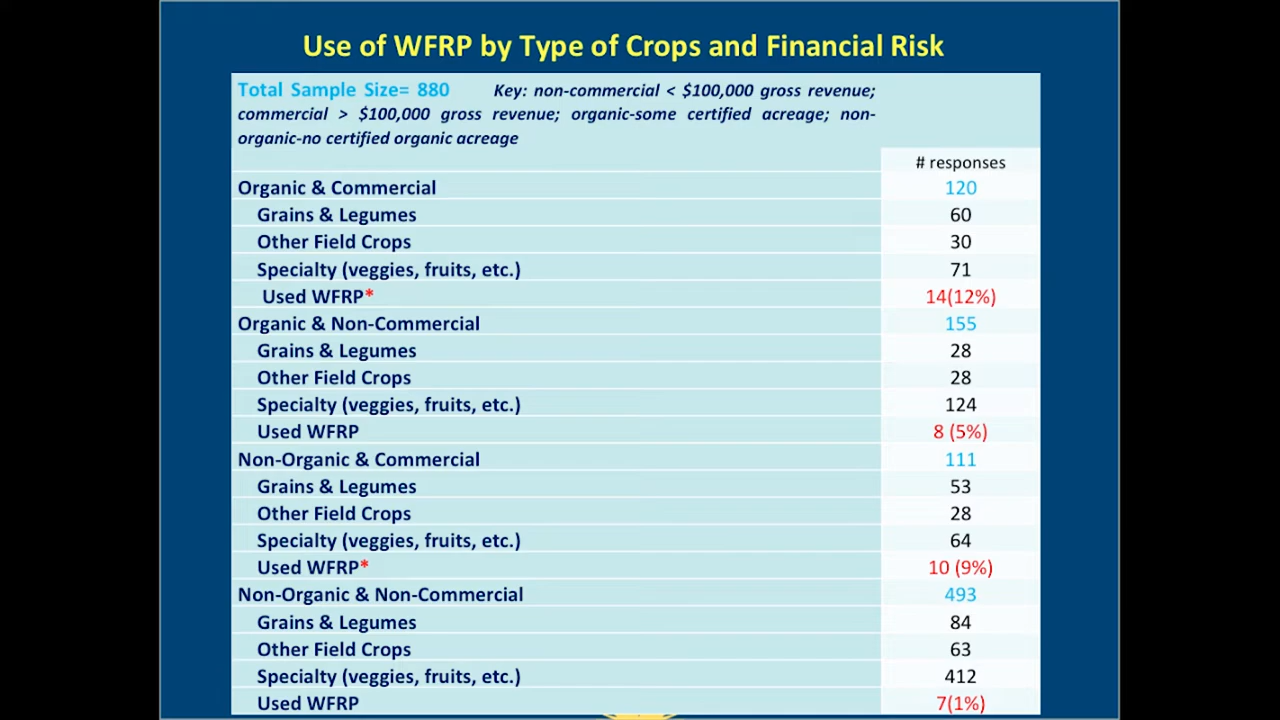 Use of WFRP by Type of Crops and Financial Risk
Total Sample Size= 880 Key: non-commercial < $100,000 gross revenue;
commercial > $100,000 gross revenue; organic-some certified acreage; non-
organic-no certified organic acreage
# responses
Organic & Commercial 120
Grains & Legumes 60
Other Field Crops 30
Specialty (veggies, fruits, etc.) 71
Used WFRP* 14(12%)
Organic & Non-Commercial 155
Grains & Legumes 28
Other Field Crops 28
Specialty (veggies, fruits, etc.) 124
Used WFRP 8 (5%)
Non-Organic & Commercial 111
Grains & Legumes 53
Other Field Crops 28
Specialty (veggies, fruits, etc.) 64
Used WFRP* 10 (9%)
Non-Organic & Non-Commercial 493
Grains & Legumes 84
Other Field Crops 63
Specialty (veggies, fruits, etc.) 412
Used WFRP 7(1%)